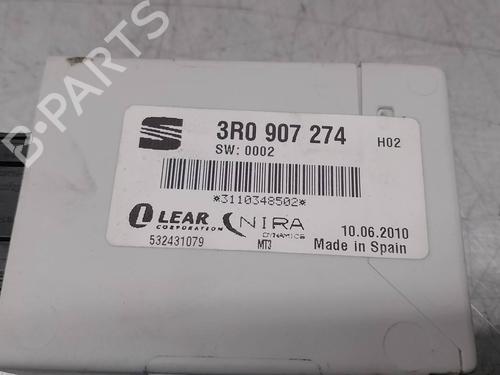 B-PARTS
3R0 907 274 H02
SW: 0002
*3110348502*
LEAR
CORPORATION
NIRA
DYNAMICS
10.06.2010
532431079 MT3 Made in Spain
B-PARTS